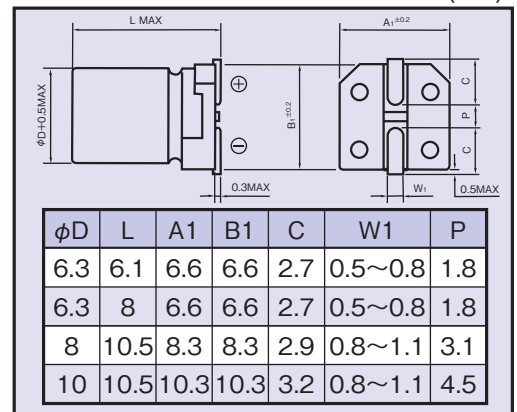 L MAX
A1±0.2
φD+0.5MAX
⊕
⊖
B1±0.2
C
P
C
0.3MAX
W1
0.5MAX
φD L A1 B1 C W1 P
6.3 6.1 6.6 6.6 2.7 0.5～0.8 1.8
6.3 8 6.6 6.6 2.7 0.5～0.8 1.8
8 10.5 8.3 8.3 2.9 0.8～1.1 3.1
10 10.5 10.3 10.3 3.2 0.8～1.1 4.5